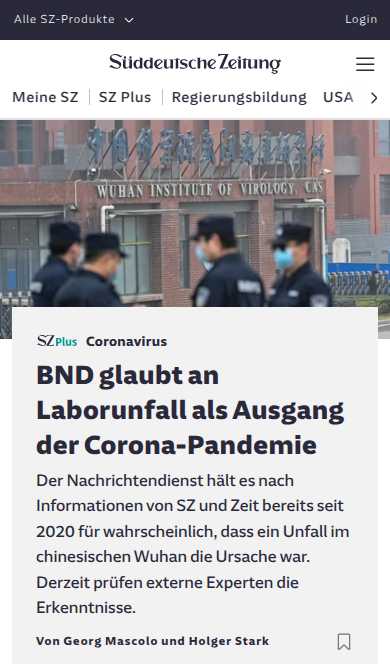 Alle SZ-Produkte
Login
Süddeutsche Zeitung
Meine SZ
SZ Plus
Regierungsbildung
USA
WUHAN INSTITUTE OF VIROLOGY, CAS
SZ Plus Coronavirus
BND glaubt an
Laborunfall als Ausgang
der Corona-Pandemie
Der Nachrichtendienst hält es nach
Informationen von SZ und Zeit bereits seit
2020 für wahrscheinlich, dass ein Unfall im
chinesischen Wuhan die Ursache war.
Derzeit prüfen externe Experten die
Erkenntnisse.
Von Georg Mascolo und Holger Stark